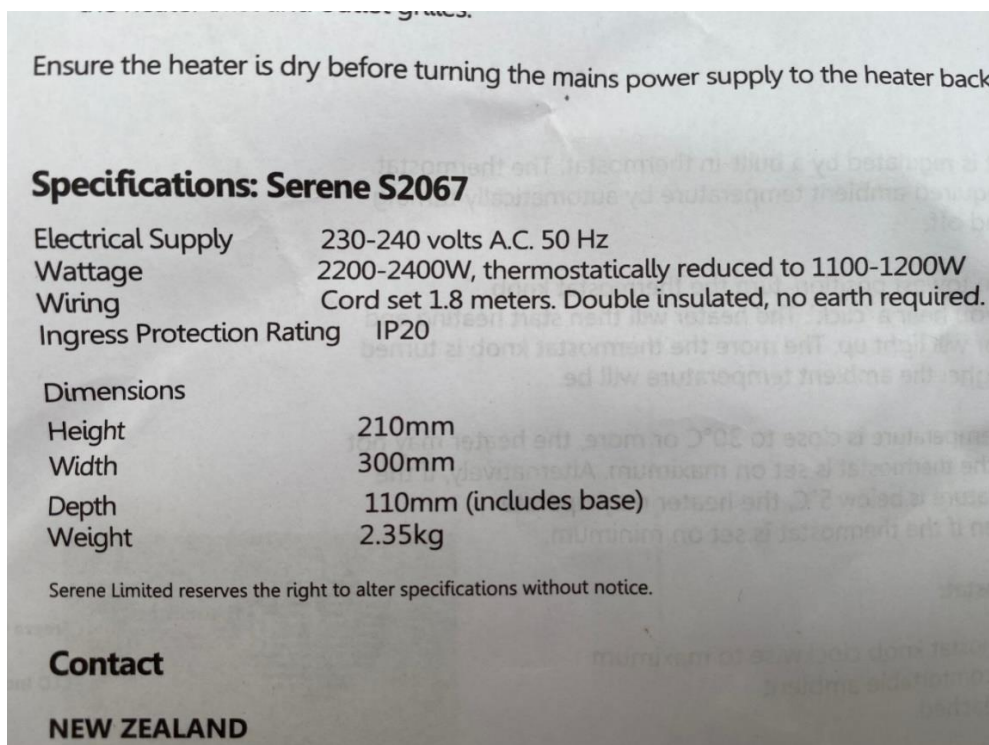 grilles.
Ensure the heater is dry before turning the mains power supply to the heater back
Specifications: Serene S2067
Electrical Supply 230-240 volts A.C. 50 Hz
Wattage 2200-2400W, thermostatically reduced to 1100-1200W
Wiring Cord set 1.8 meters. Double insulated, no earth required.
Ingress Protection Rating IP20
Dimensions
Height 210mm
Width 300mm
Depth 110mm (includes base)
Weight 2.35kg
Serene Limited reserves the right to alter specifications without notice.
Contact
NEW ZEALAND